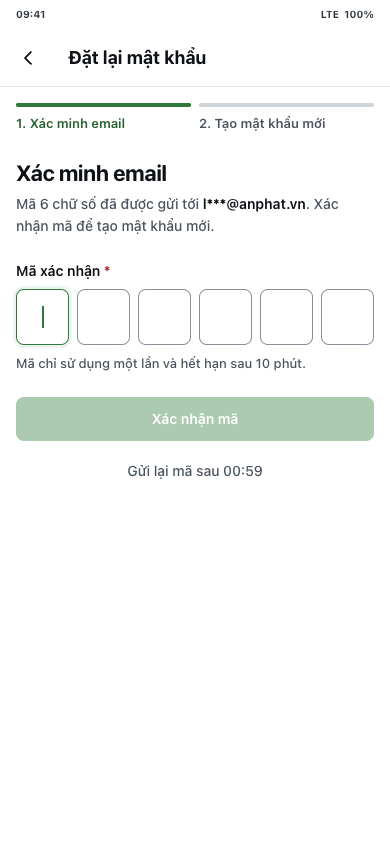 09:41
LTE 100%
Đặt lại mật khẩu
1. Xác minh email
2. Tạo mật khẩu mới
Xác minh email
Mã 6 chữ số đã được gửi tới l***@anphat.vn. Xác
nhận mã để tạo mật khẩu mới.
Mã xác nhận *
Mã chỉ sử dụng một lần và hết hạn sau 10 phút.
Xác nhận mã
Gửi lại mã sau 00:59